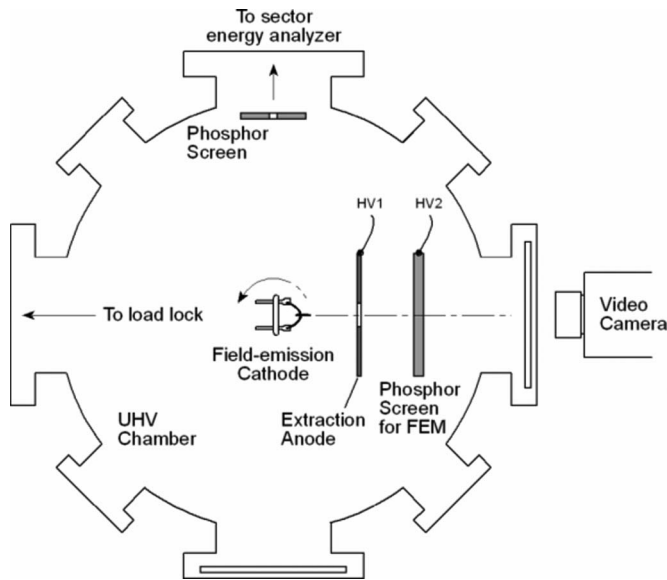 To sector
energy analyzer
Phosphor
Screen
HV1
HV2
To load lock
Field-emission
Cathode
Extraction
Anode
Phosphor
Screen
for FEM
Video
Camera
UHV
Chamber